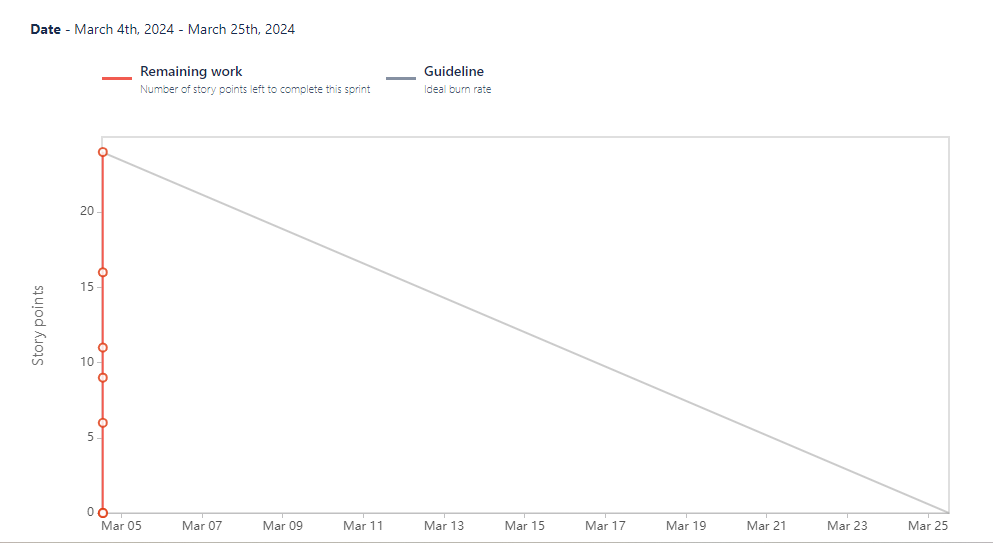 Date - March 4th, 2024 - March 25th, 2024
Remaining work
Number of story points left to complete this sprint
Guideline
Ideal burn rate
Story points
20
15
10
5
0
Mar 05 Mar 07 Mar 09 Mar 11 Mar 13 Mar 15 Mar 17 Mar 19 Mar 21 Mar 23 Mar 25